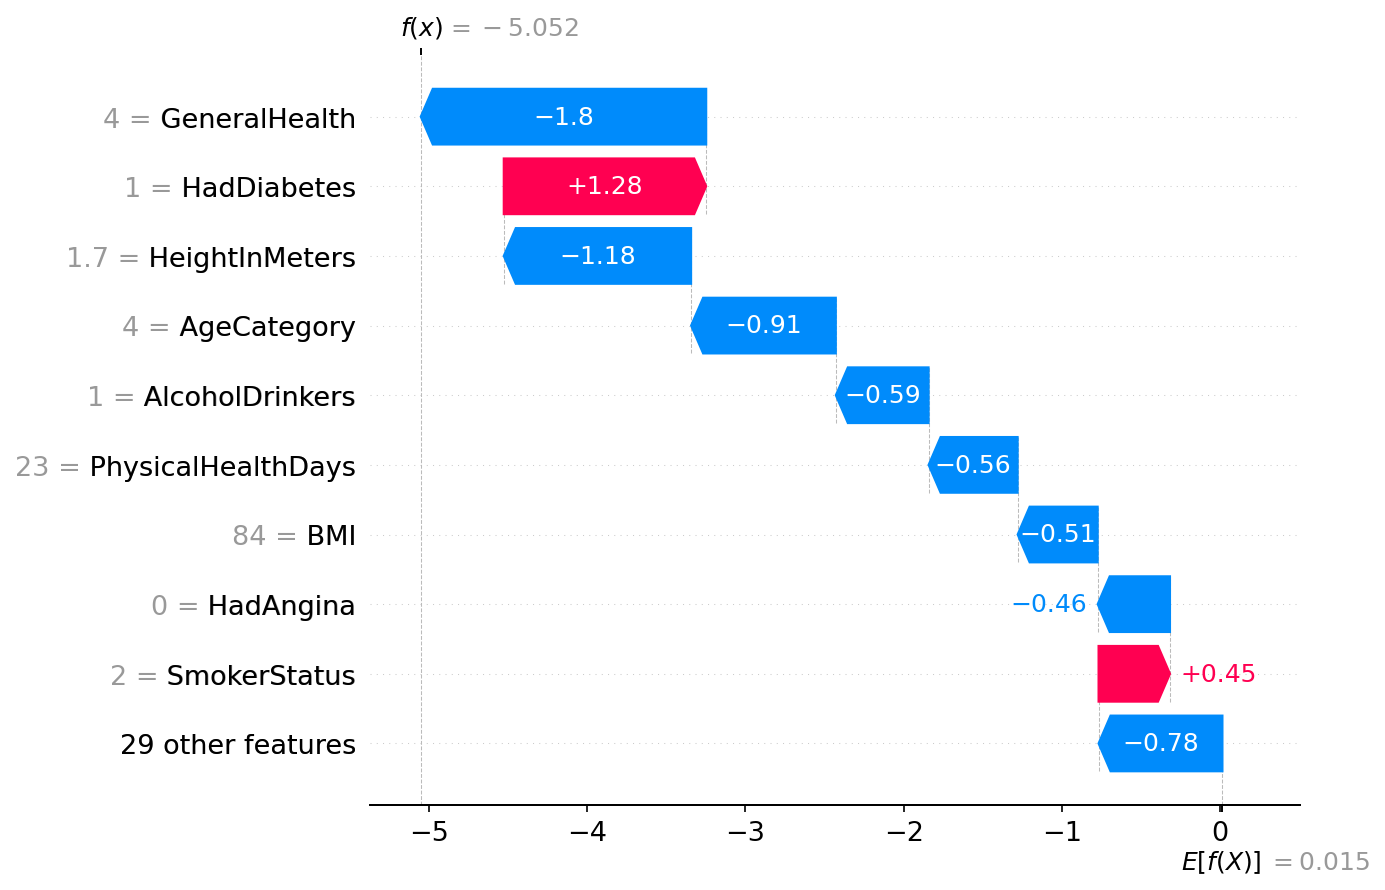 f(x) = −5.052
4 = GeneralHealth
−1.8
1 = HadDiabetes
+1.28
1.7 = HeightInMeters
−1.18
4 = AgeCategory
−0.91
1 = AlcoholDrinkers
−0.59
23 = PhysicalHealthDays
−0.56
84 = BMI
−0.51
0 = HadAngina
−0.46
2 = SmokerStatus
+0.45
29 other features
−0.78
−5 −4 −3 −2 −1 0
E[f(X)] = 0.015